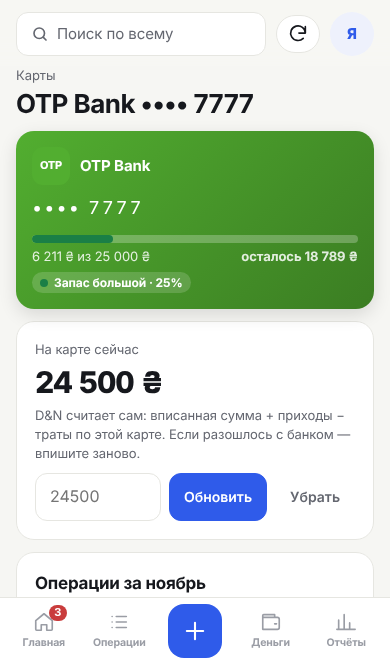 Поиск по всему
Я
Карты
OTP Bank •••• 7777
OTP
OTP Bank
•••• 7777
6 211 ₴ из 25 000 ₴
осталось 18 789 ₴
Запас большой · 25%
На карте сейчас
24 500 ₴
D&N считает сам: вписанная сумма + приходы −
траты по этой карте. Если разошлось с банком —
впишите заново.
24500
Обновить
Убрать
Операции за ноябрь
3
Главная
Операции
Деньги
Отчёты